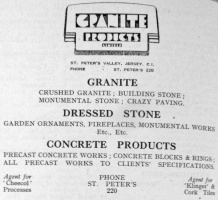 GRANITE
PRODUCTS
LIMITED
ST. PETER'S VALLEY, JERSEY, C.I.
PHONE - ST. PETER'S 220
GRANITE
CRUSHED GRANITE; BUILDING STONE;
MONUMENTAL STONE; CRAZY PAVING.
DRESSED STONE
GARDEN ORNAMENTS, FIREPLACES, MONUMENTAL WORKS
Etc., Etc.
CONCRETE PRODUCTS
PRECAST CONCRETE WORKS; CONCRETE BLOCKS & RINGS;
ALL PRECAST WORKS TO CLIENTS' SPECIFICATIONS.
Agent for PHONE Agent for
"Cheecol" ST. PETER'S "Klinger" &
Processes 220 Cork Tiles